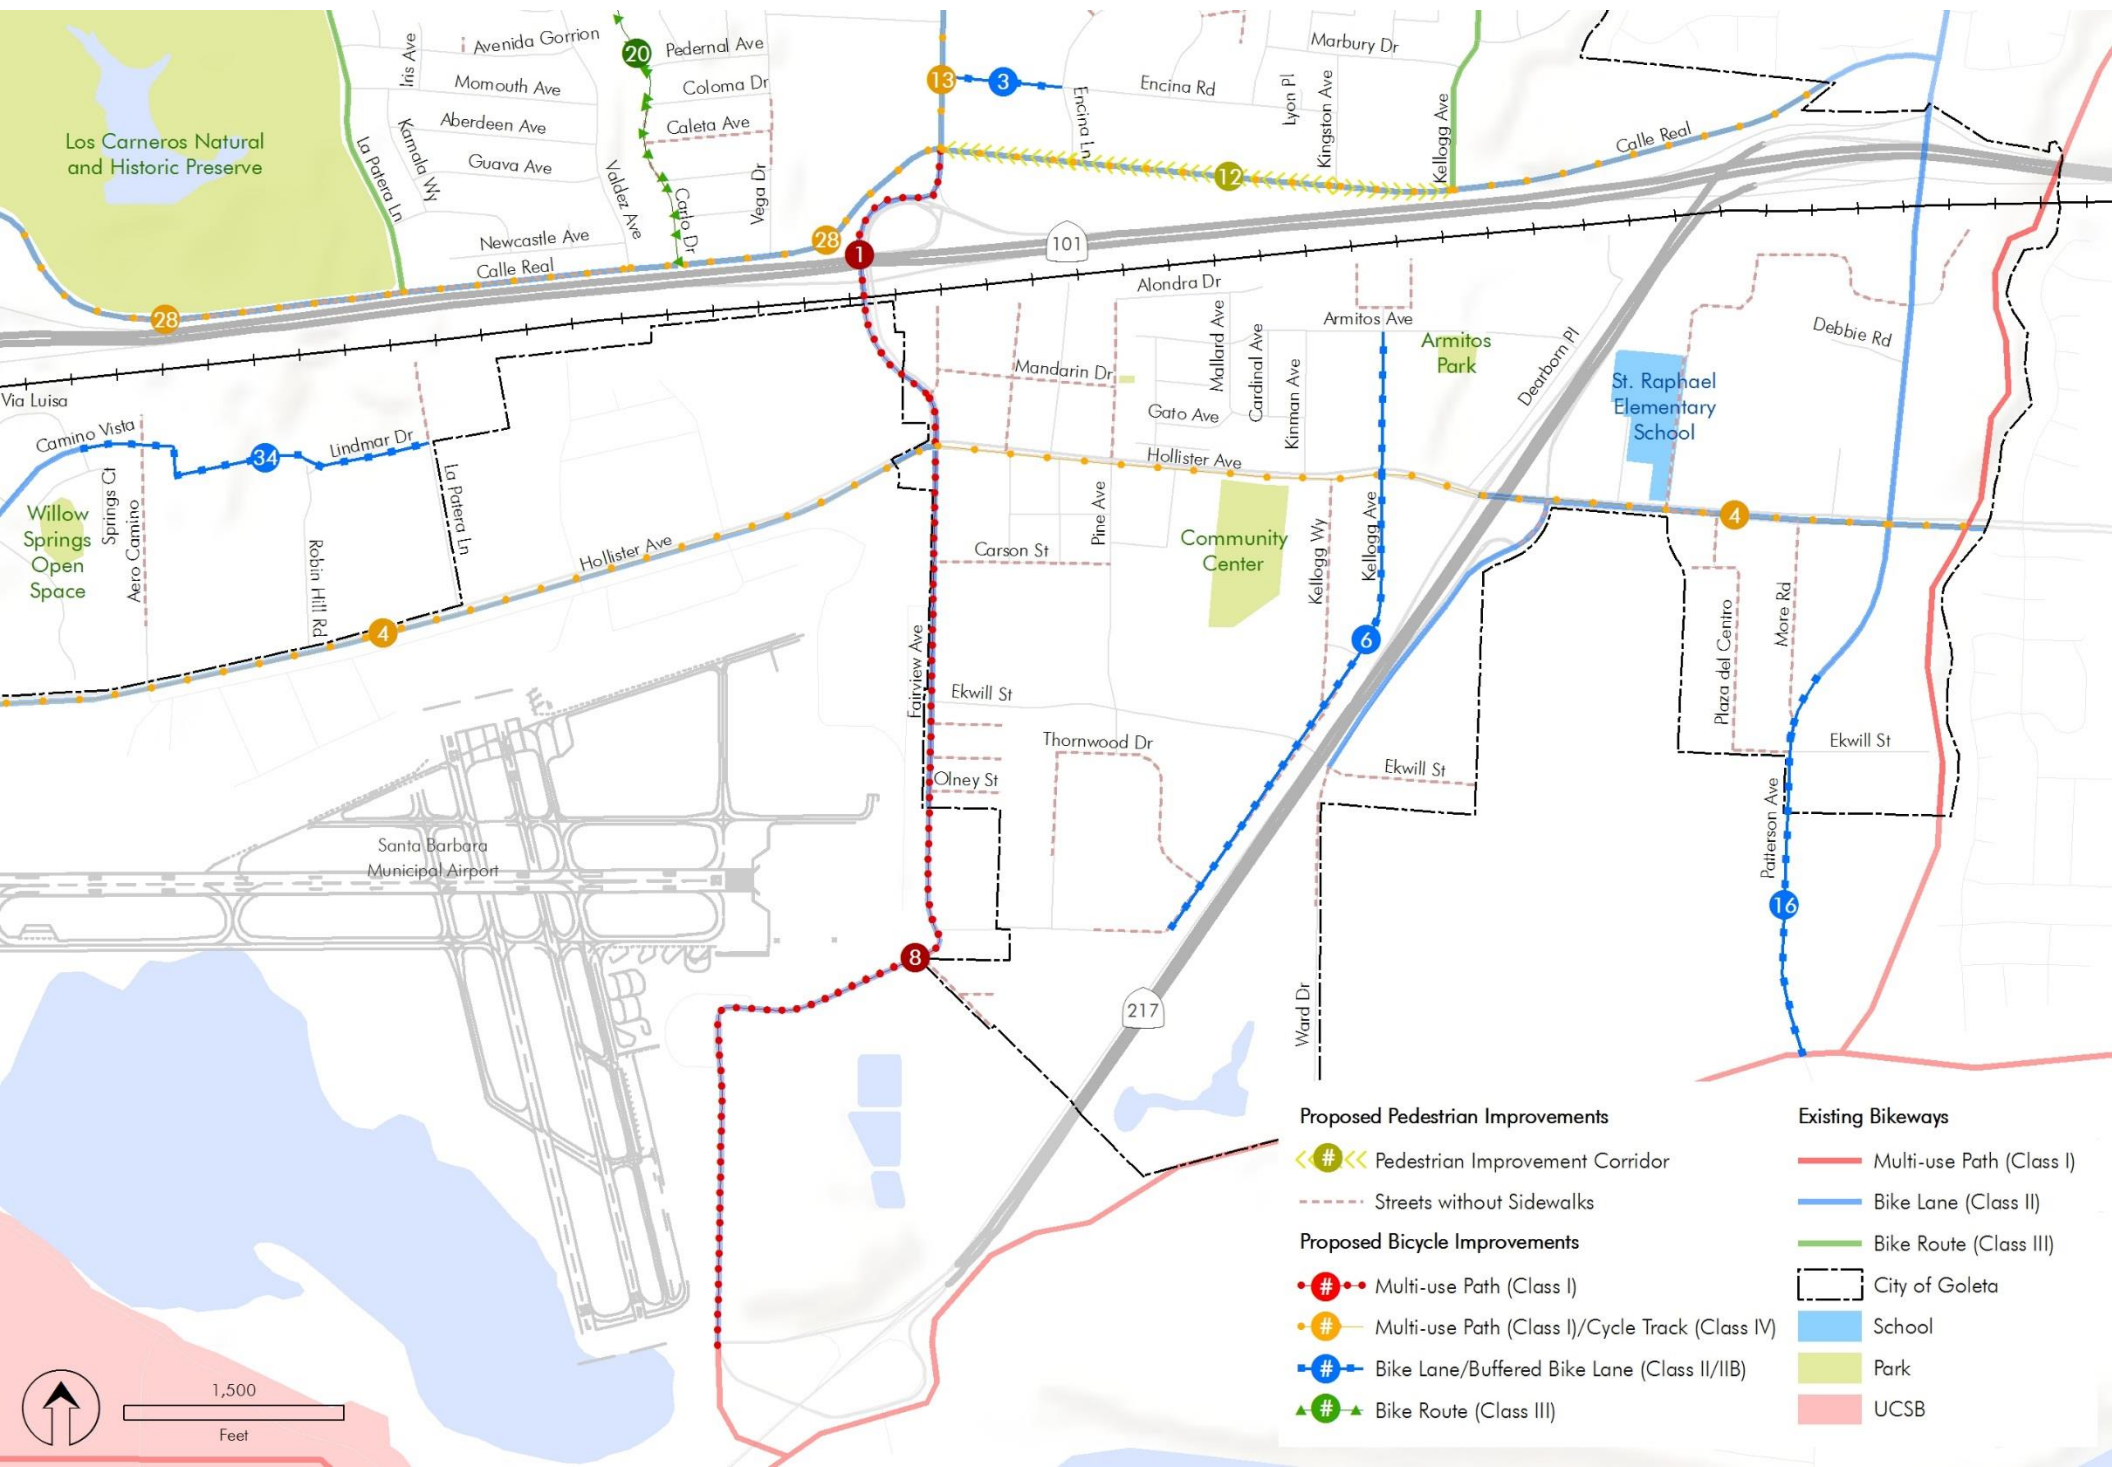 Iris Ave
Avenida Gorrion
20
Pedernal Ave
Marbury Dr
Momouth Ave
Coloma Dr
13
3
Encina Rd
Lyon Pl
Kingston Ave
Kellogg Ave
Encina Ln
Los Carneros Natural
and Historic Preserve
La Patera Ln
Kamala Wy
Aberdeen Ave
Caleta Ave
Calle Real
Guava Ave
Valdez Ave
Carlo Dr
Vega Dr
12
Newcastle Ave
Calle Real
28
1
101
28
Alondra Dr
Mallard Ave
Cardinal Ave
Kinman Ave
Armitos Ave
Armitos
Park
Dearborn Pl
Debbie Rd
Mandarin Dr
St. Raphael
Elementary
School
Via Luisa
Camino Vista
34
Lindmar Dr
Gato Ave
Hollister Ave
Springs Ct
Aero Camino
La Patera Ln
Willow
Springs
Open
Space
Robin Hill Rd
Hollister Ave
4
Pine Ave
Carson St
Community
Center
Kellogg Wy
Kellogg Ave
4
Plaza del Centro
More Rd
6
Fairview Ave
Ekwill St
Thornwood Dr
Olney St
Ekwill St
Ekwill St
Patterson Ave
Santa Barbara
Municipal Airport
16
8
217
Ward Dr
Proposed Pedestrian Improvements
# Pedestrian Improvement Corridor
Streets without Sidewalks
Proposed Bicycle Improvements
# Multi-use Path (Class I)
# Multi-use Path (Class I)/Cycle Track (Class IV)
# Bike Lane/Buffered Bike Lane (Class II/IIB)
# Bike Route (Class III)
Existing Bikeways
Multi-use Path (Class I)
Bike Lane (Class II)
Bike Route (Class III)
City of Goleta
School
Park
UCSB
1,500
Feet